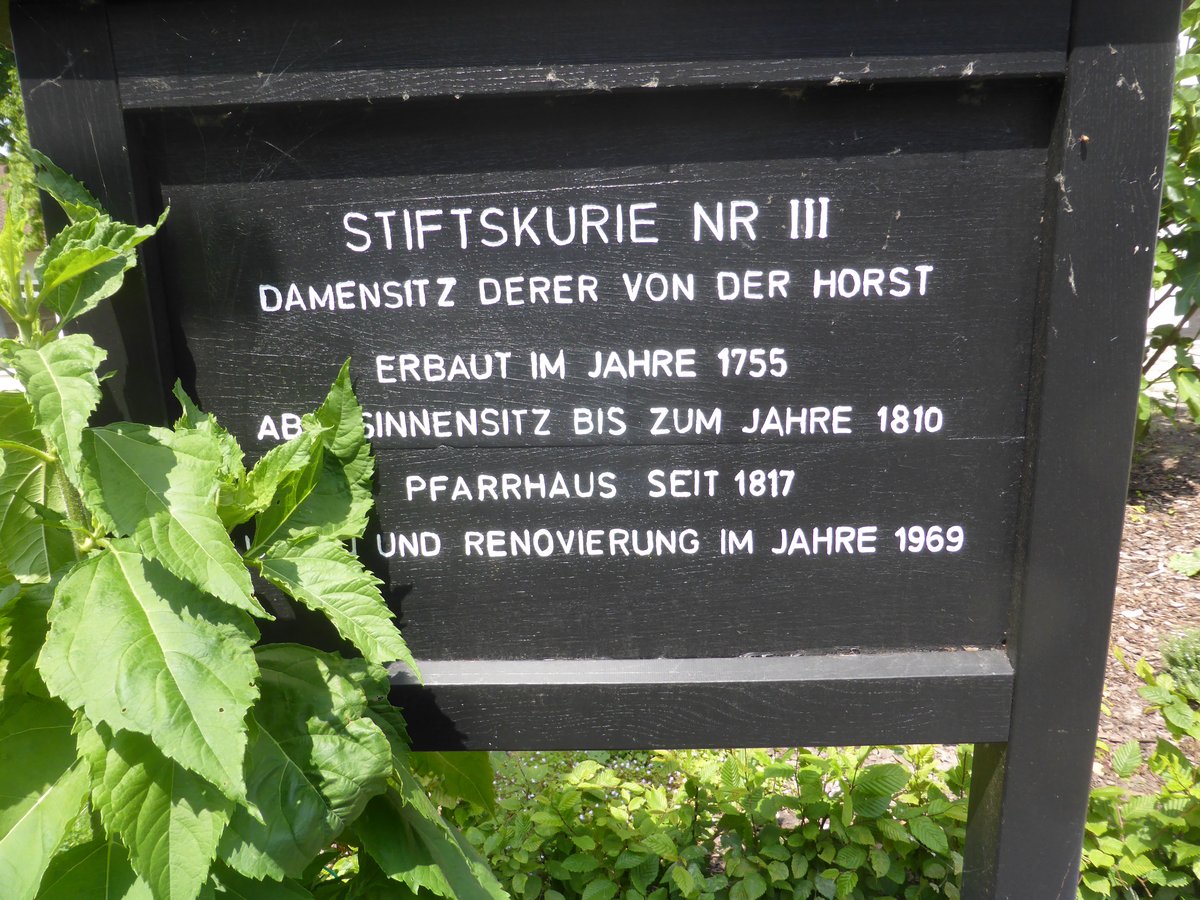 STIFTSKURIE NR III
DAMENSITZ DERER VON DER HORST
ERBAUT IM JAHRE 1755
BIS ZUM JAHRE 1810
PFARRHAUS SEIT 1817
UND RENOVIERUNG IM JAHRE 1969